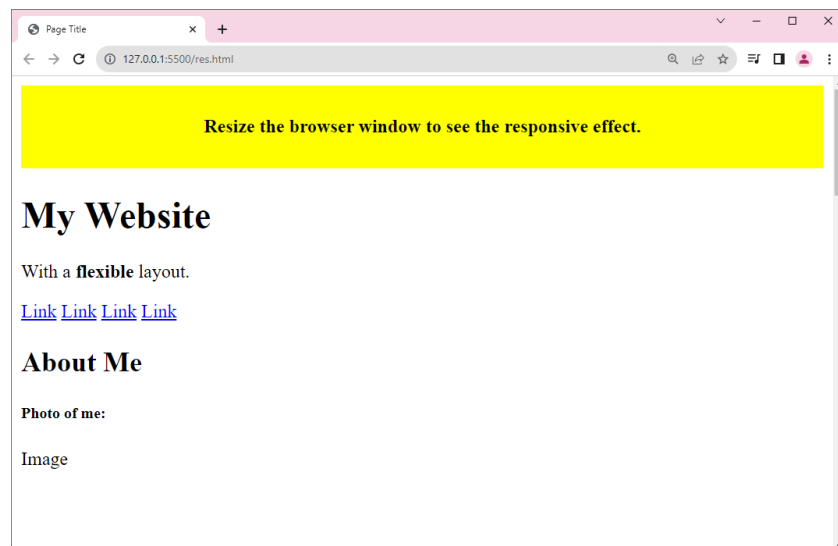 Page Title
127.0.0.1:5500/res.html
Resize the browser window to see the responsive effect.
My Website
With a flexible layout.
Link Link Link Link
About Me
Photo of me:
Image